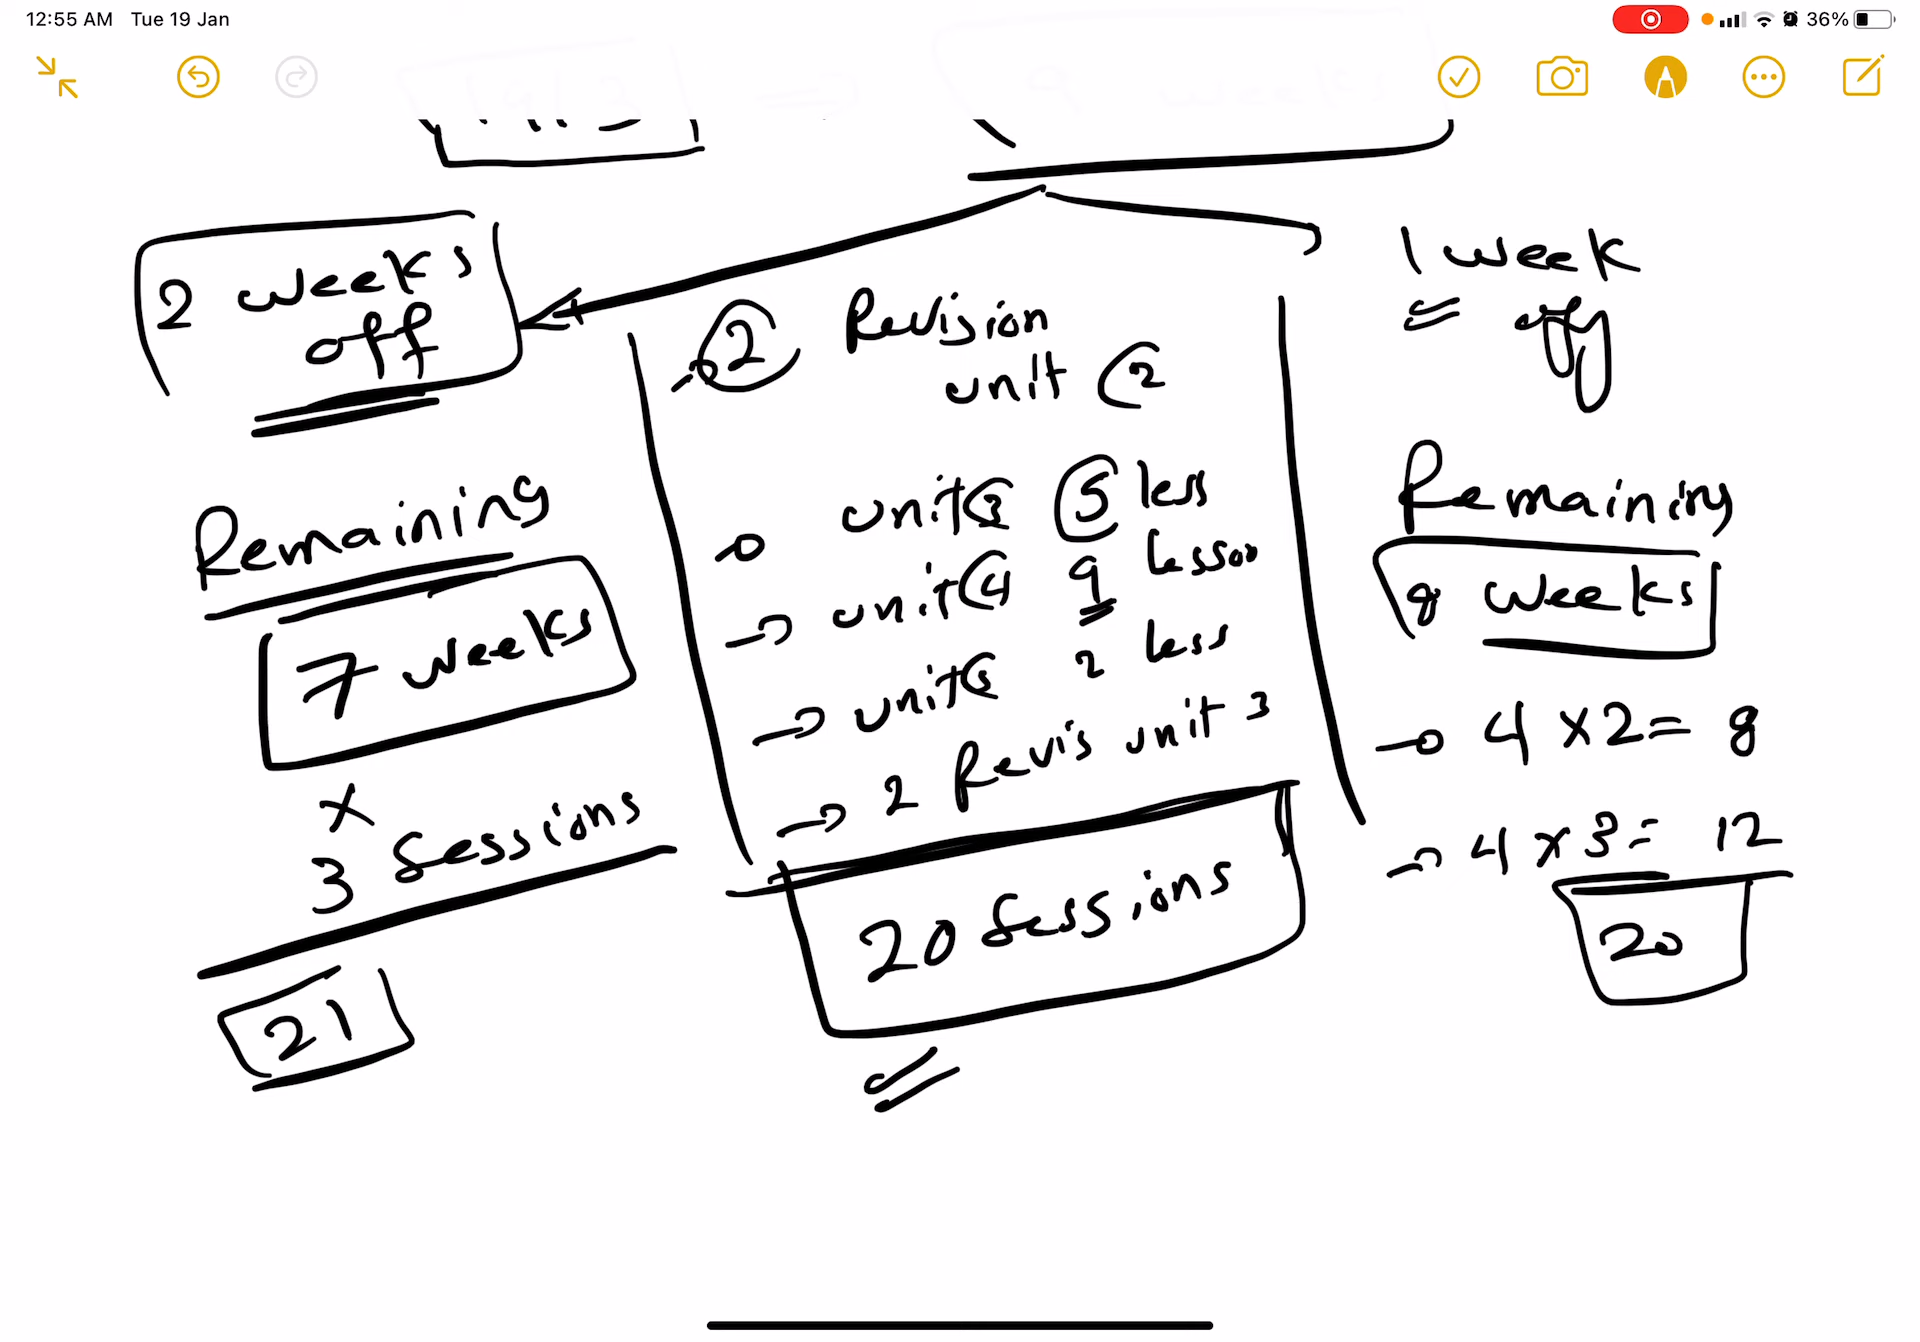 12:55 AM Tue 19 Jan
36%
2 weeks
off
Remaining
7 weeks
x
3 Sessions
21
2 Revision
unit 2
unit 3 5 less
unit 4 9 lesson
unit 5 2 less
2 Revis unit 3
20 Sessions
1 week
off
Remaining
8 weeks
4 x 2 = 8
4 x 3 = 12
20